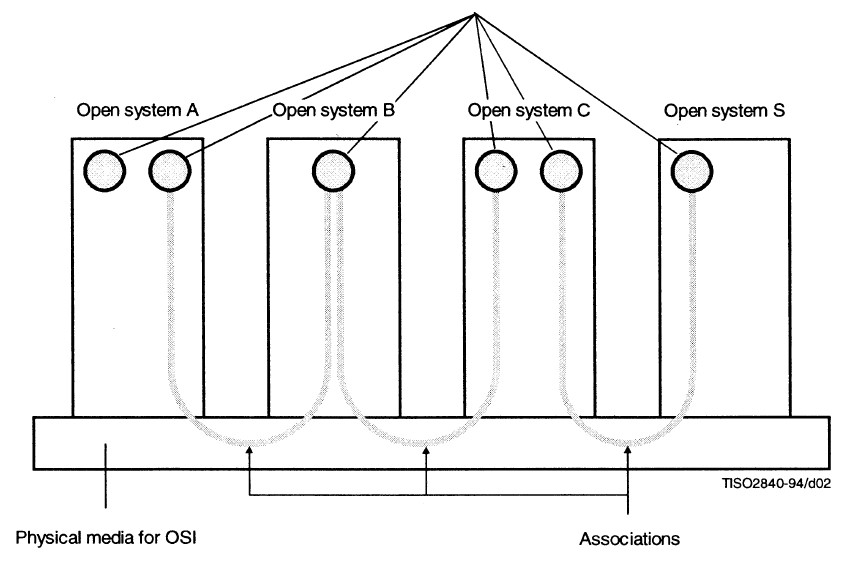 Open system A
Open system B
Open system C
Open system S
TISO2840-94/d02
Physical media for OSI
Associations